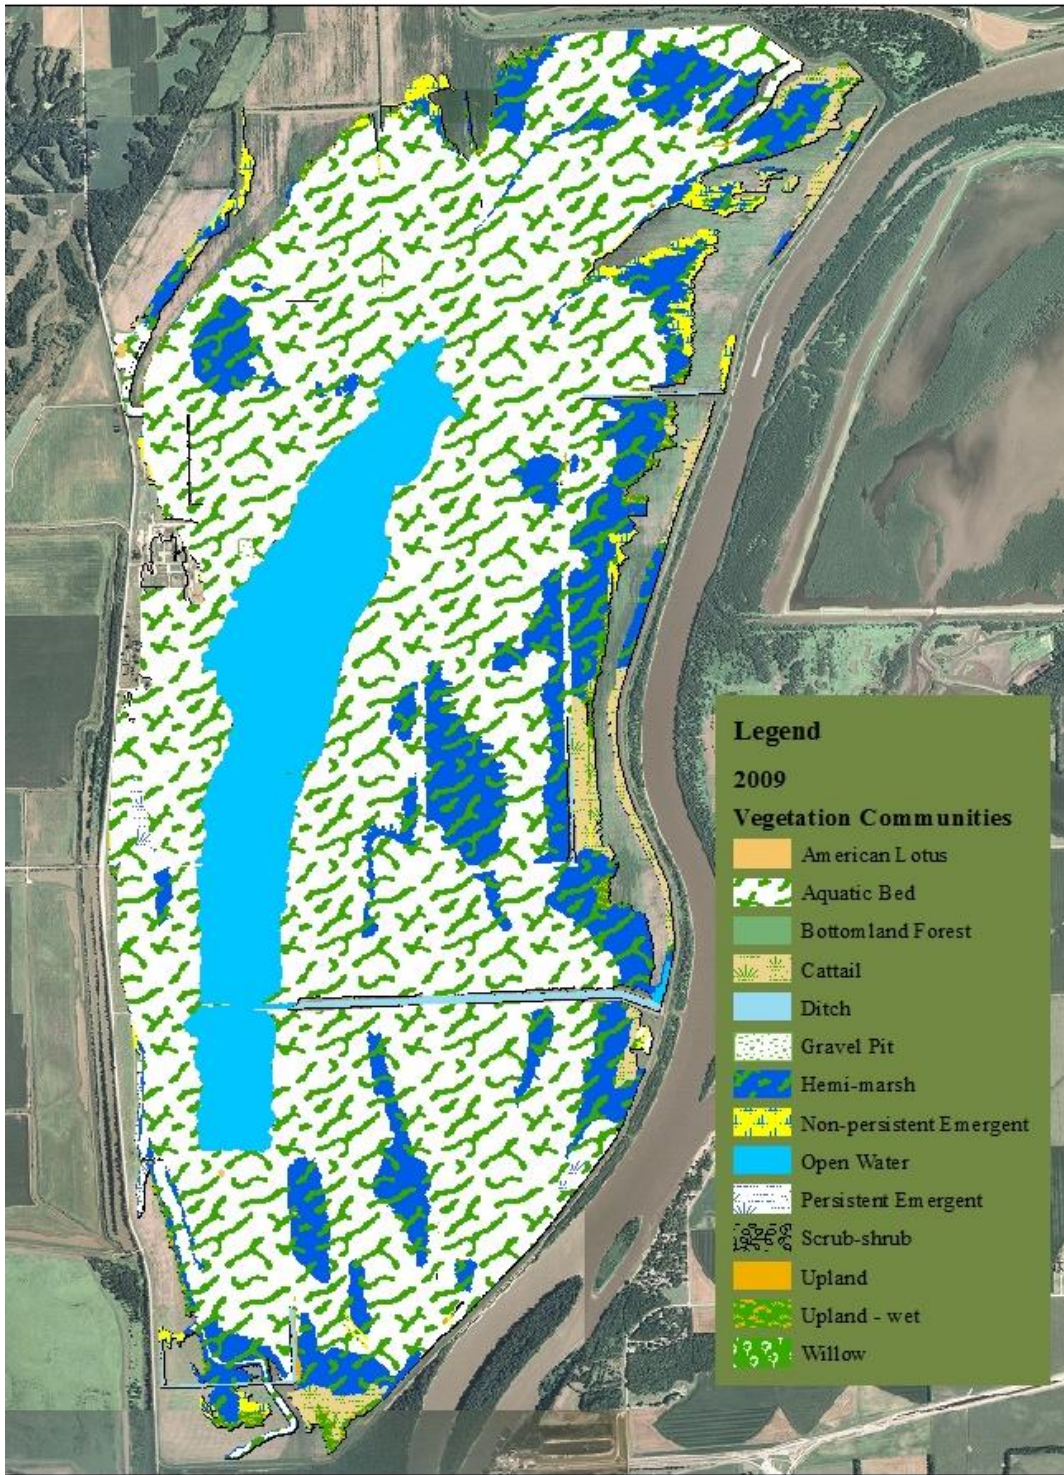 Legend
2009
Vegetation Communities
American Lotus
Aquatic Bed
Bottomland Forest
Cattail
Ditch
Gravel Pit
Hemi-marsh
Non-persistent Emergent
Open Water
Persistent Emergent
Scrub-shrub
Upland
Upland - wet
Willow